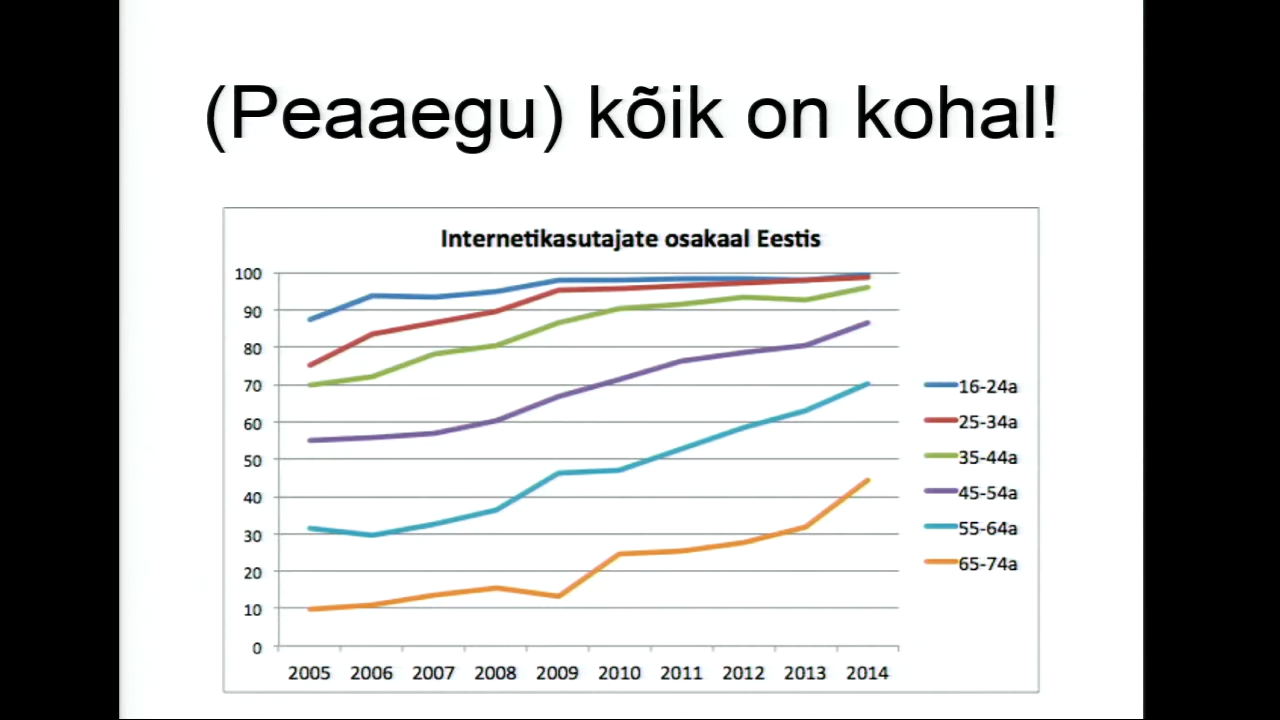 (Peaaegu) kõik on kohal!
Internetikasutajate osakaal Eestis
100
90
80
70
60
50
40
30
20
10
0
2005 2006 2007 2008 2009 2010 2011 2012 2013 2014
16-24a
25-34a
35-44a
45-54a
55-64a
65-74a